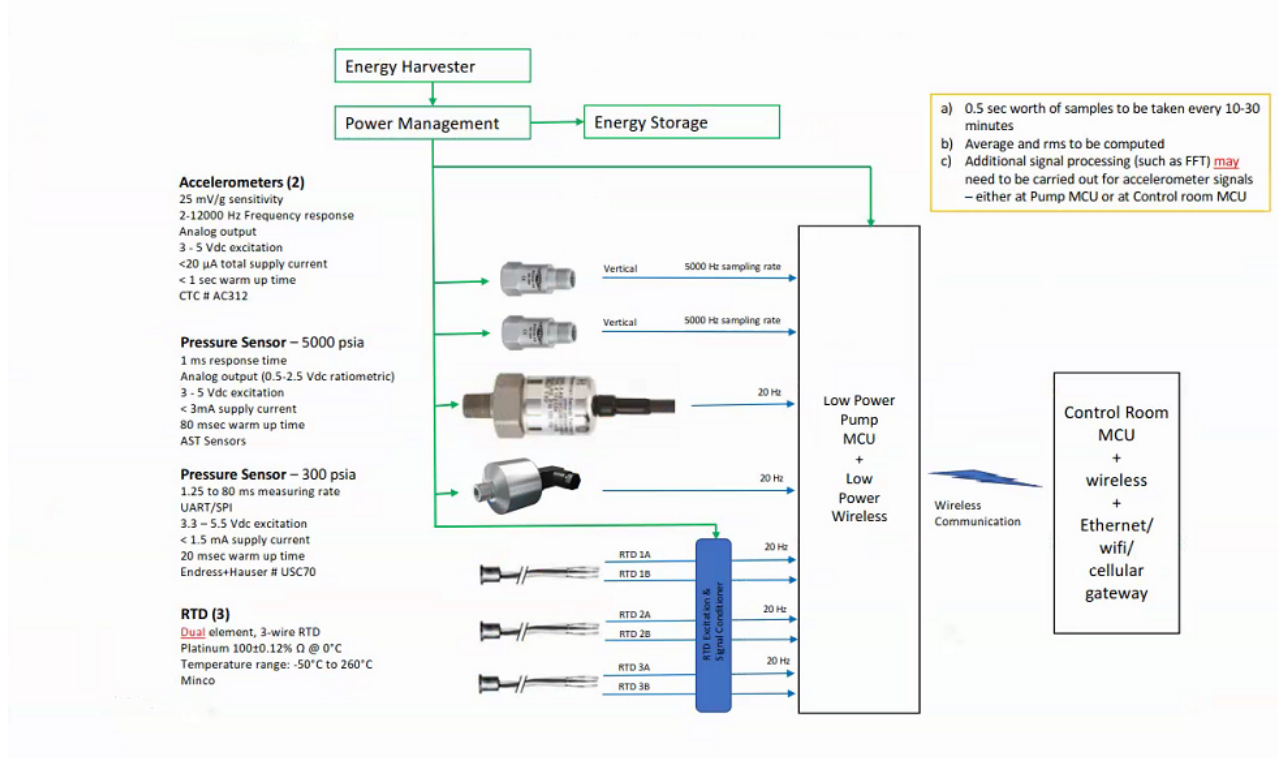 Energy Harvester
Power Management
Energy Storage
a) 0.5 sec worth of samples to be taken every 10-30
minutes
b) Average and rms to be computed
c) Additional signal processing (such as FFT) may
need to be carried out for accelerometer signals
– either at Pump MCU or at Control room MCU
Accelerometers (2)
25 mV/g sensitivity
2-12000 Hz Frequency response
Analog output
3 - 5 Vdc excitation
<20 µA total supply current
< 1 sec warm up time
CTC # AC312
Vertical
5000 Hz sampling rate
Vertical
5000 Hz sampling rate
Pressure Sensor – 5000 psia
1 ms response time
Analog output (0.5-2.5 Vdc ratiometric)
3 - 5 Vdc excitation
< 3mA supply current
80 msec warm up time
AST Sensors
20 Hz
Pressure Sensor – 300 psia
1.25 to 80 ms measuring rate
UART/SPI
3.3 – 5.5 Vdc excitation
< 1.5 mA supply current
20 msec warm up time
Endress+Hauser # USC70
20 Hz
RTD (3)
Dual element, 3-wire RTD
Platinum 100±0.12% Ω @ 0°C
Temperature range: -50°C to 260°C
Minco
RTD 1A
RTD 1B
RTD 2A
RTD 2B
RTD 3A
RTD 3B
RTD Excitation &
Signal Conditioner
20 Hz
20 Hz
20 Hz
Low Power
Pump
MCU
+
Low
Power
Wireless
Wireless
Communication
Control Room
MCU
+
wireless
+
Ethernet/
wifi/
cellular
gateway